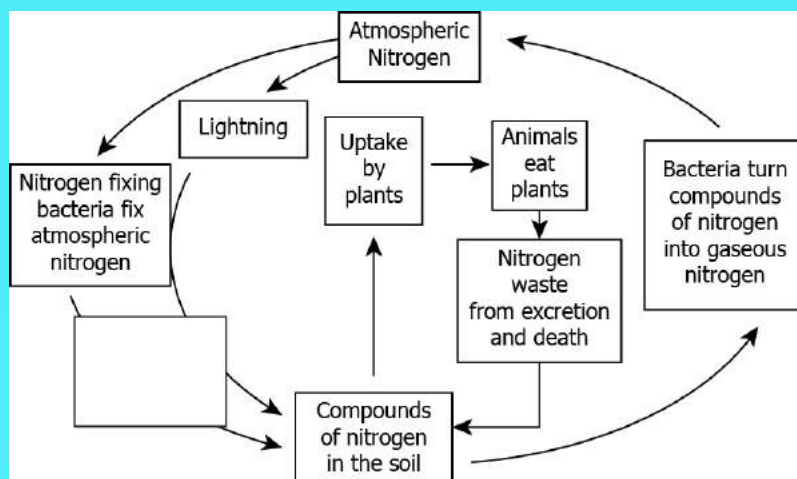 Atmospheric
Nitrogen
Lightning
Uptake
by
plants
Animals
eat
plants
Nitrogen fixing
bacteria fix
atmospheric
nitrogen
Bacteria turn
compounds
of nitrogen
into gaseous
nitrogen
Nitrogen
waste
from excretion
and death
Compounds
of nitrogen
in the soil